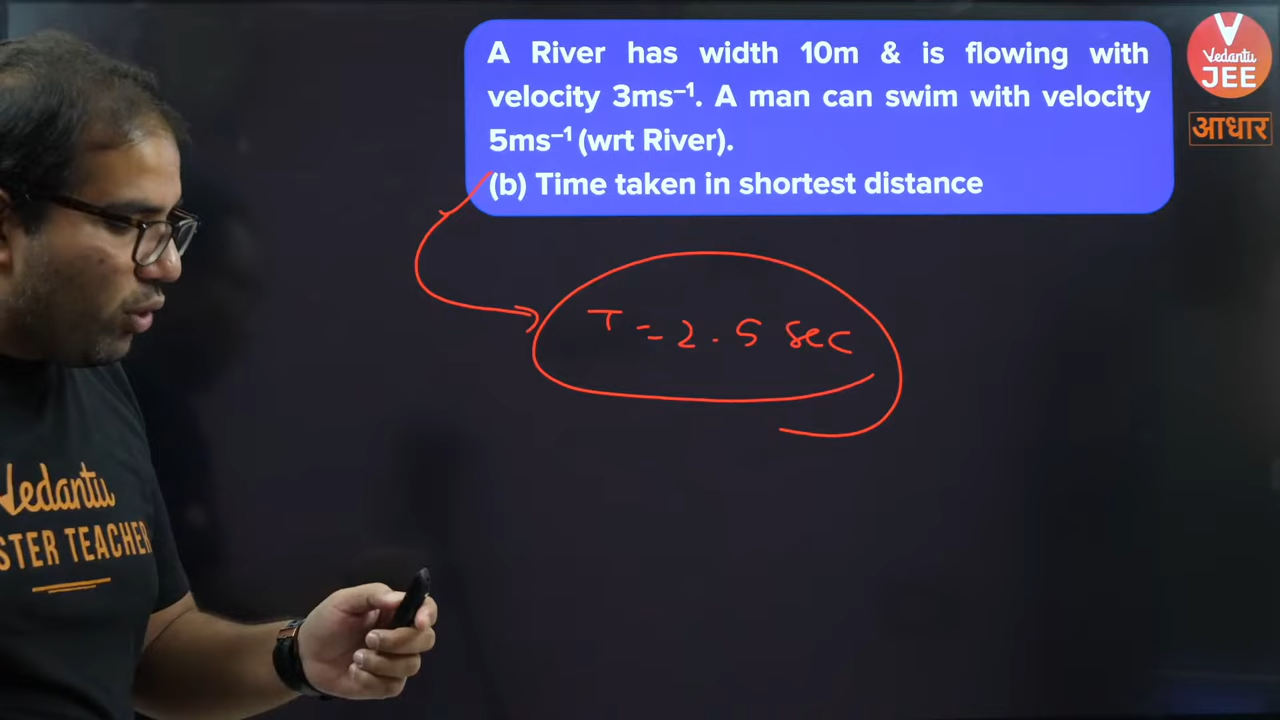 A River has width 10m & is flowing with
velocity 3ms⁻¹. A man can swim with velocity
5ms⁻¹ (wrt River).
(b) Time taken in shortest distance
Vedantu
JEE
आधार
T = 2.5 sec
Vedantu
STER TEACHER